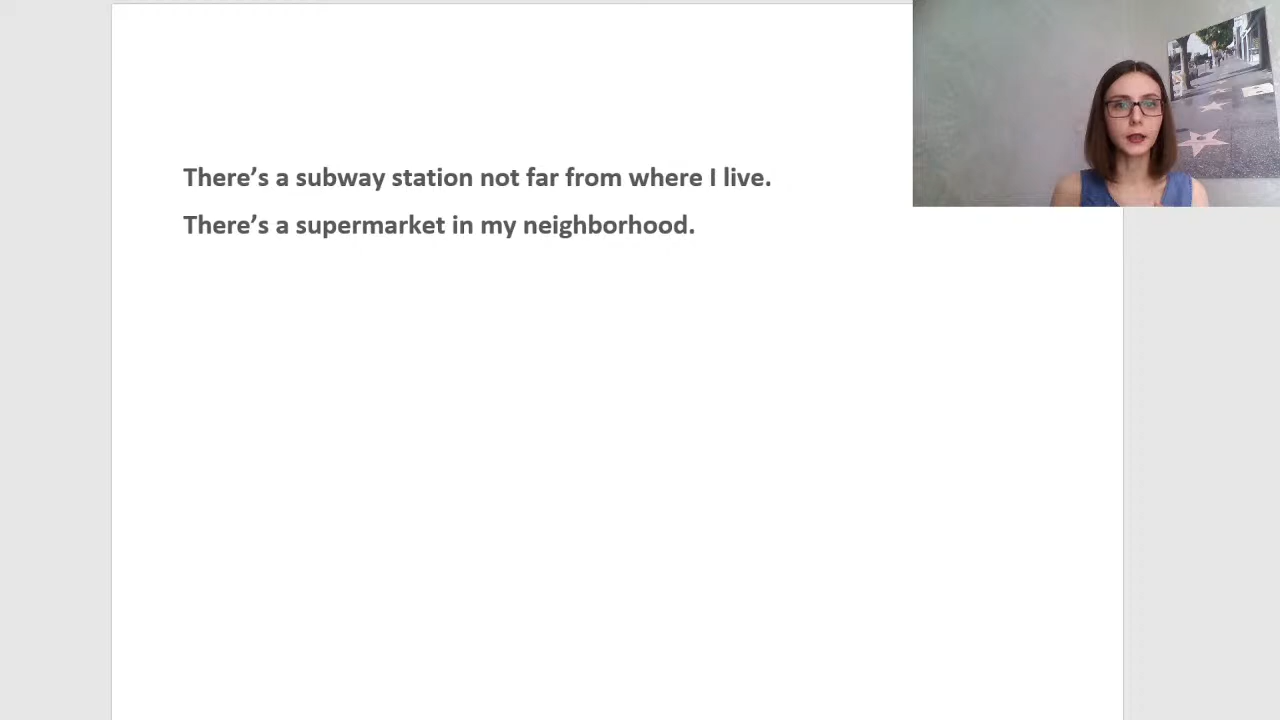 There’s a subway station not far from where I live.
There’s a supermarket in my neighborhood.